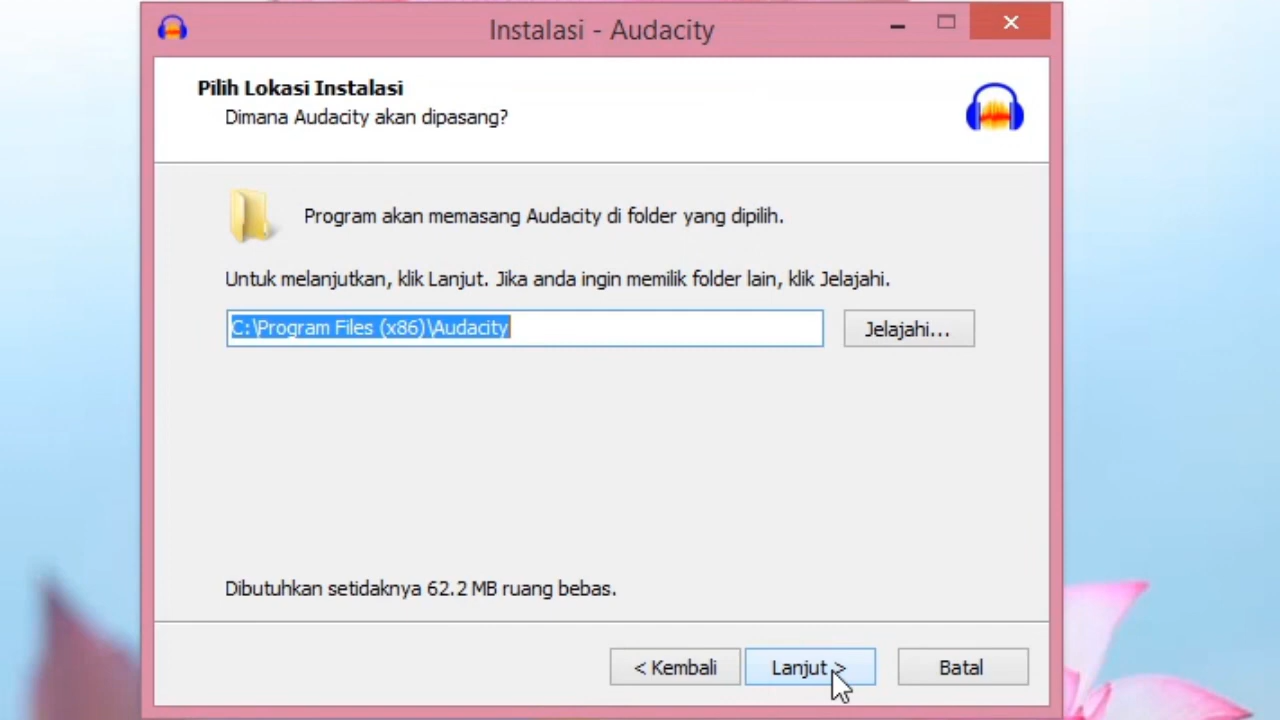 Instalasi - Audacity
Pilih Lokasi Instalasi
Dimana Audacity akan dipasang?
Program akan memasang Audacity di folder yang dipilih.
Untuk melanjutkan, klik Lanjut. Jika anda ingin memilik folder lain, klik Jelajahi.
C:\Program Files (x86)\Audacity
Jelajahi...
Dibutuhkan setidaknya 62.2 MB ruang bebas.
< Kembali
Lanjut >
Batal